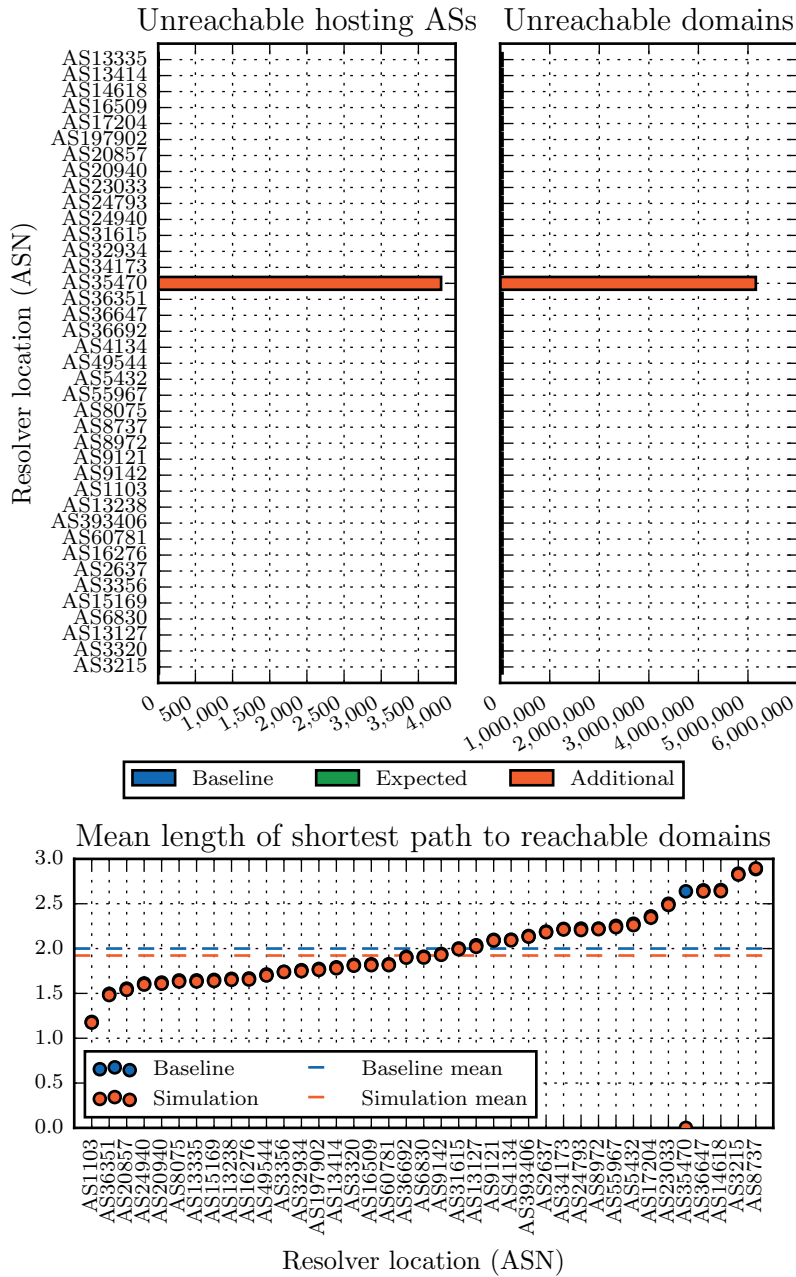 Unreachable hosting ASs
Unreachable domains
Resolver location (ASN)
AS13335
AS13414
AS14618
AS16509
AS17204
AS197902
AS20857
AS20940
AS23033
AS24793
AS24940
AS31615
AS32934
AS34173
AS35470
AS36351
AS36647
AS36692
AS4134
AS49544
AS5432
AS55967
AS8075
AS8737
AS8972
AS9121
AS9142
AS1103
AS13238
AS393406
AS60781
AS16276
AS2637
AS3356
AS15169
AS6830
AS13127
AS3320
AS3215
0
500
1,000
1,500
2,000
2,500
3,000
3,500
4,000
0
1,000,000
2,000,000
3,000,000
4,000,000
5,000,000
6,000,000
Baseline Expected Additional
Mean length of shortest path to reachable domains
3.0
2.5
2.0
1.5
1.0
0.5
0.0
Baseline Baseline mean
Simulation Simulation mean
AS1103
AS36351
AS20857
AS24940
AS20940
AS8075
AS13335
AS15169
AS13238
AS16276
AS49544
AS3356
AS32934
AS197902
AS13414
AS3320
AS16509
AS60781
AS36692
AS6830
AS9142
AS31615
AS13127
AS9121
AS4134
AS393406
AS2637
AS34173
AS24793
AS8972
AS55967
AS5432
AS17204
AS23033
AS35470
AS36647
AS14618
AS3215
AS8737
Resolver location (ASN)